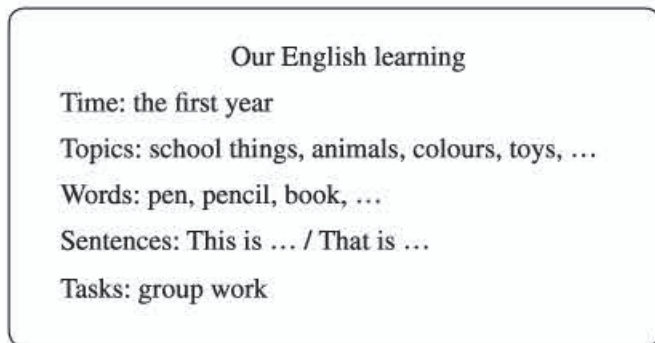 Our English learning
Time: the first year
Topics: school things, animals, colours, toys, …
Words: pen, pencil, book, …
Sentences: This is … / That is …
Tasks: group work